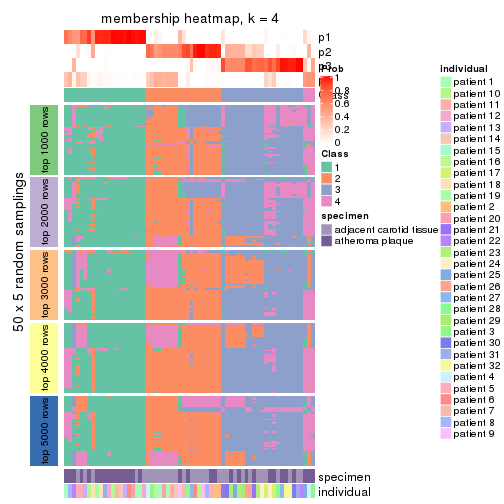 membership heatmap, k = 4
p1
p2
p3
Prob
1
0.8
0.6
0.4
0.2
0
Class
Class
1
2
3
4
specimen
adjacent carotid tissue
atheroma plaque
individual
patient 1
patient 10
patient 11
patient 12
patient 13
patient 14
patient 15
patient 16
patient 17
patient 18
patient 19
patient 2
patient 20
patient 21
patient 22
patient 23
patient 24
patient 25
patient 26
patient 27
patient 28
patient 29
patient 3
patient 30
patient 31
patient 32
patient 4
patient 5
patient 6
patient 7
patient 8
patient 9
50 x 5 random samplings
top 1000 rows
top 2000 rows
top 3000 rows
top 4000 rows
top 5000 rows
specimen
individual